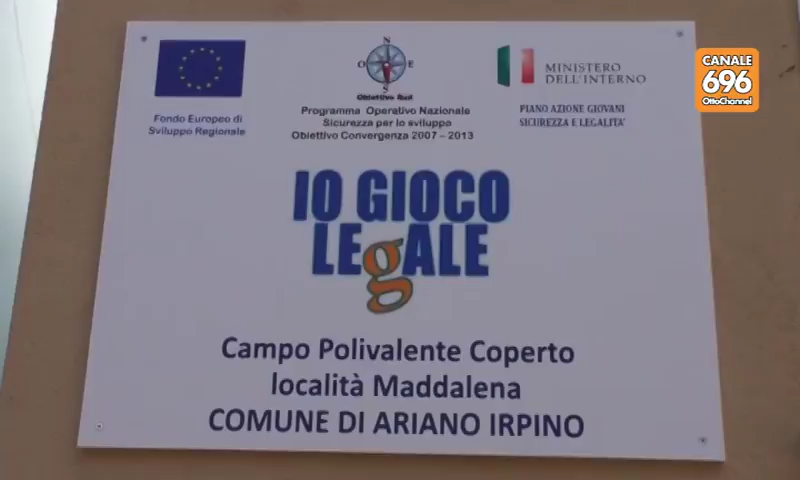 CANALE
696
OttoChannel
Fondo Europeo di
Sviluppo Regionale
N
O E
S
Obiettivo Sud
Programma Operativo Nazionale
Sicurezza per lo sviluppo
Obiettivo Convergenza 2007 – 2013
MINISTERO
DELL'INTERNO
PIANO AZIONE GIOVANI
SICUREZZA E LEGALITA'
IO GIOCO
LEgALE
Campo Polivalente Coperto
località Maddalena
COMUNE DI ARIANO IRPINO